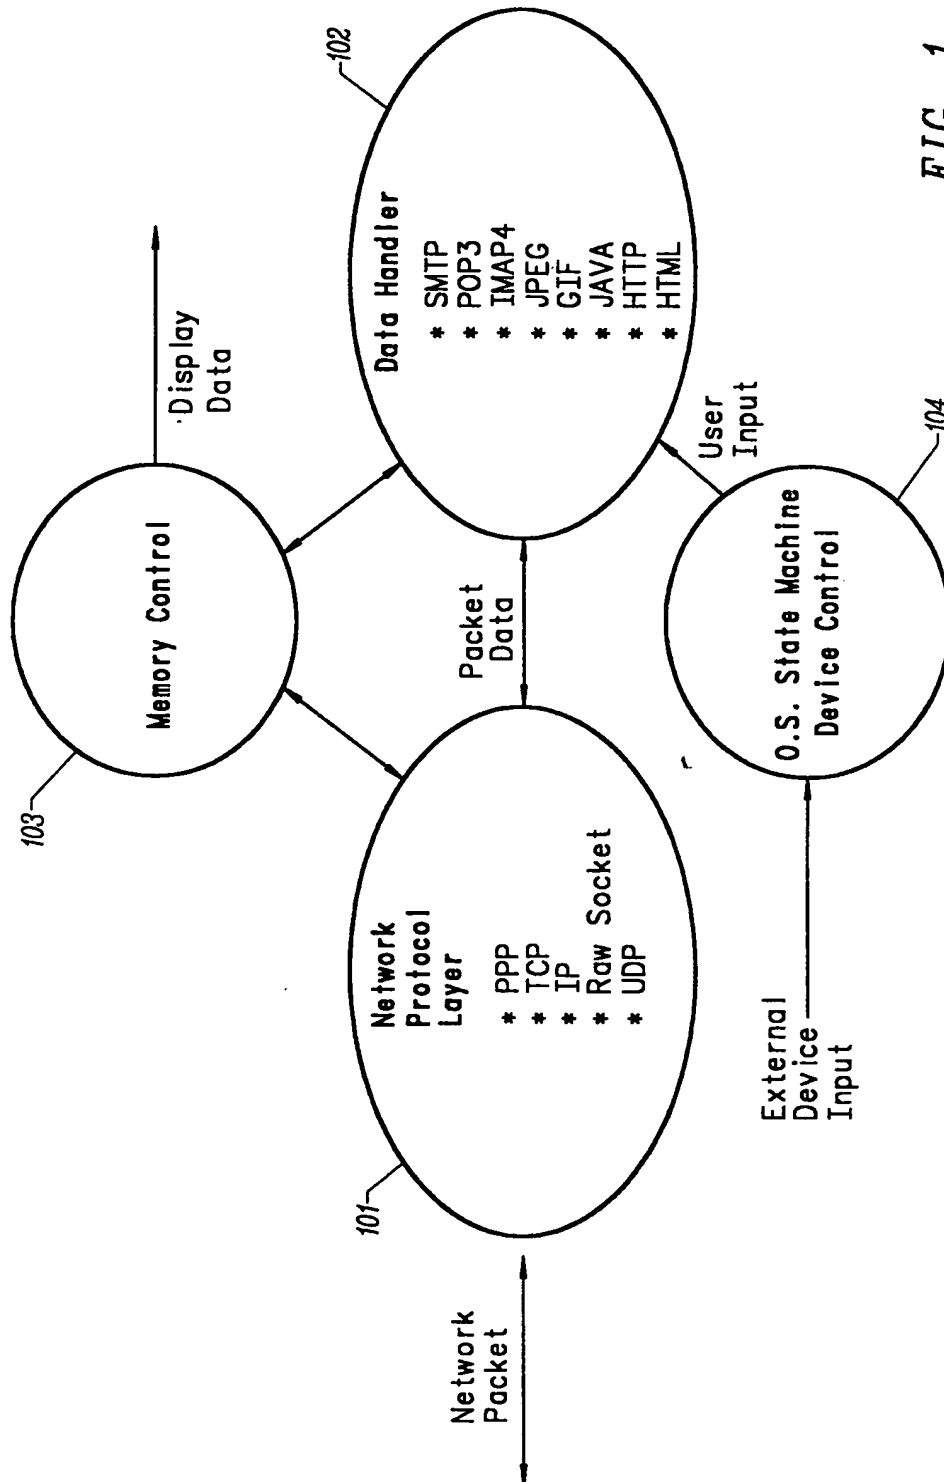 103
Memory Control
Display
Data
102
Data Handler
* SMTP
* POP3
* IMAP4
* JPEG
* GIF
* JAVA
* HTTP
* HTML
101
Network
Protocol
Layer
* PPP
* TCP
* IP
* Raw Socket
* UDP
Network
Packet
Packet
Data
User
Input
External
Device
Input
O.S. State Machine
Device Control
104
FIG. 1